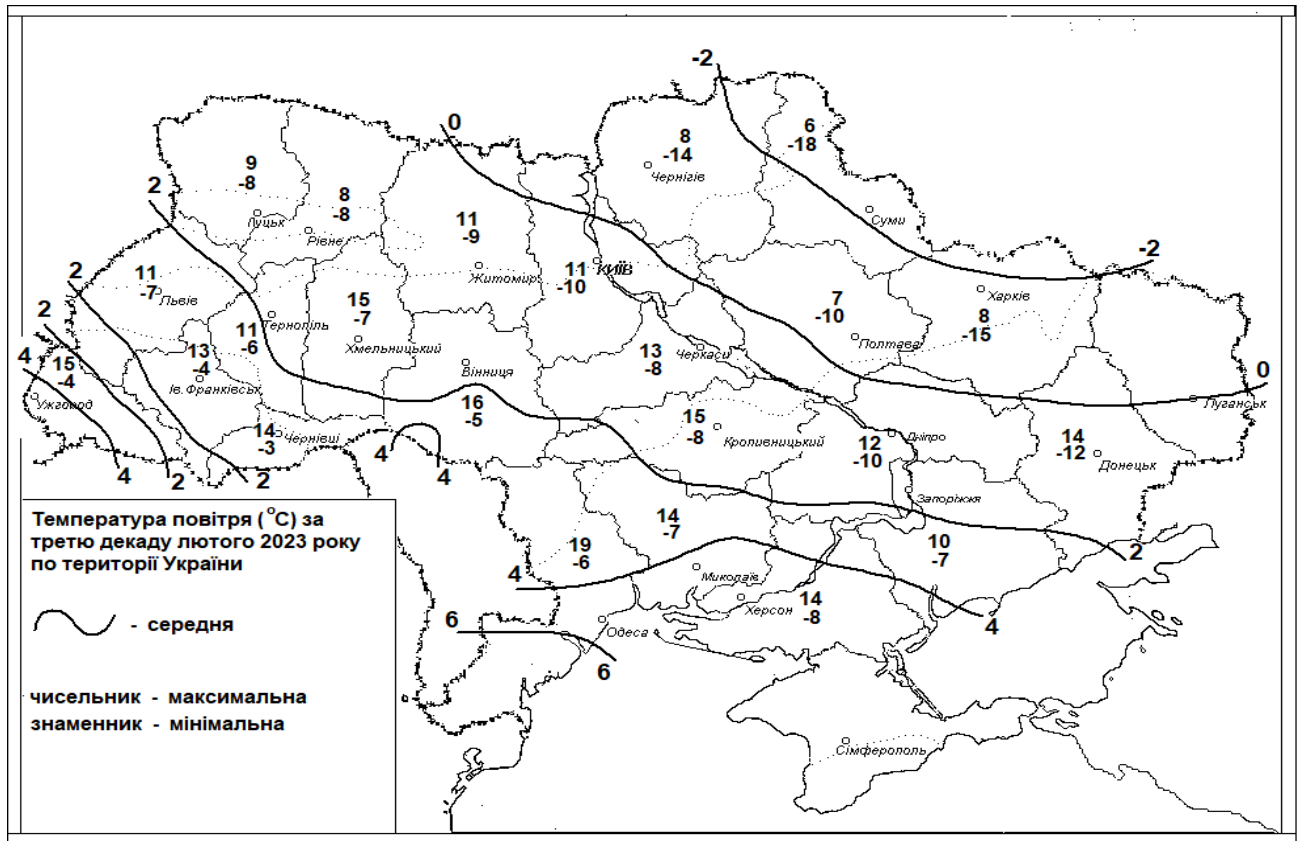 -2
0
6
-18
8
-14
Чернігів
9
-8
2
8
-8
Луцьк
Рівне
11
-9
Суми
-2
2
11
-7
Львів
Житомир
11
-10
КИЇВ
Харків
8
-15
7
-10
Полтава
2
4
15
-4
Ужгород
11
-6
Тернопіль
15
-7
Хмельницький
13
-4
Ів. Франківськ
Вінниця
16
-5
13
-8
Черкаси
0
Луганськ
14
-3
Чернівці
15
-8
Кропивницький
12
-10
Дніпро
14
-12
Донецьк
4
2
2
4
4
Запоріжжя
14
-7
10
-7
2
19
-6
4
Миколаїв
Херсон
14
-8
4
6
Одеса
6
Сімферополь
Температура повітря (°С) за
третю декаду лютого 2023 року
по території України
- середня
чисельник - максимальна
знаменник - мінімальна